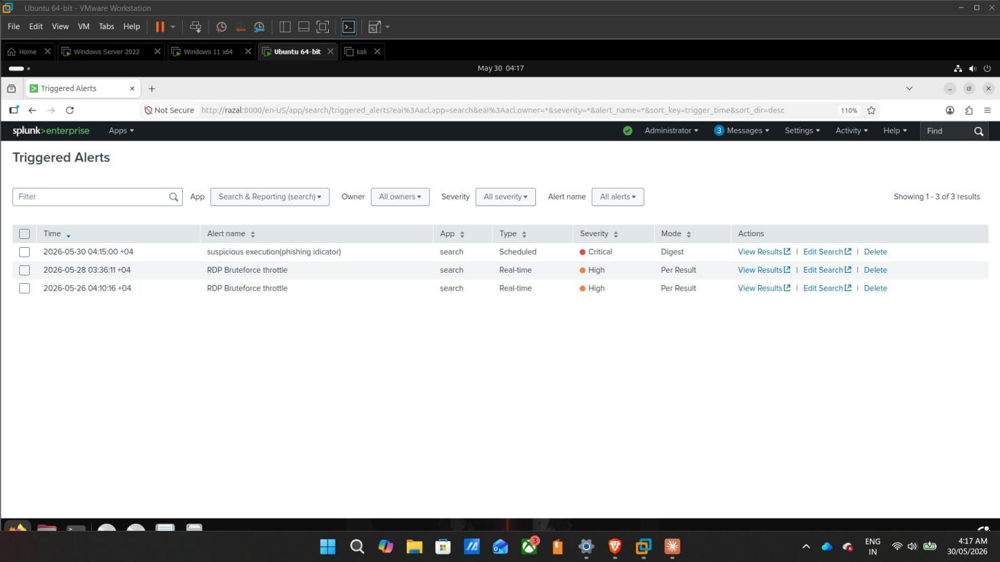 Ubuntu 64-bit - VMware Workstation
File Edit View VM Tabs Help
Home Windows Server 2022 Windows 11 x64 Ubuntu 64-bit kali
May 30 04:17
Triggered Alerts
Not Secure http://razal:8000/en-US/app/search/triggered_alerts?eai%3Aacl.app=search&eai%3Aacl.owner=*&severity=*&alert_name=*&sort_key=trigger_time&sort_dir=desc 110%
splunk>enterprise Apps Administrator 3 Messages Settings Activity Help Find
Triggered Alerts
Filter App Search & Reporting (search) Owner All owners Severity All severity Alert name All alerts Showing 1 - 3 of 3 results
Time Alert name App Type Severity Mode Actions
2026-05-30 04:15:00 +04 suspicious execution(phishing idicator) search Scheduled Critical Digest View Results | Edit Search | Delete
2026-05-28 03:36:11 +04 RDP Bruteforce throttle search Real-time High Per Result View Results | Edit Search | Delete
2026-05-26 04:10:16 +04 RDP Bruteforce throttle search Real-time High Per Result View Results | Edit Search | Delete
3
ENG 4:17 AM
IN 30/05/2026